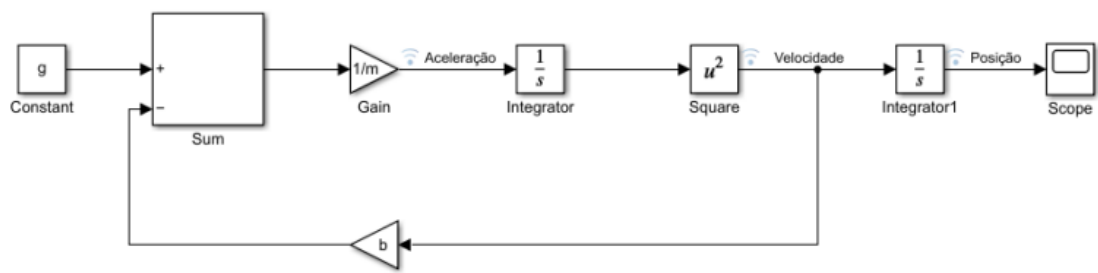 g
Constant
+
−
Sum
1/m
Gain
Aceleração
1
s
Integrator
u²
Square
Velocidade
1
s
Integrator1
Posição
Scope
b